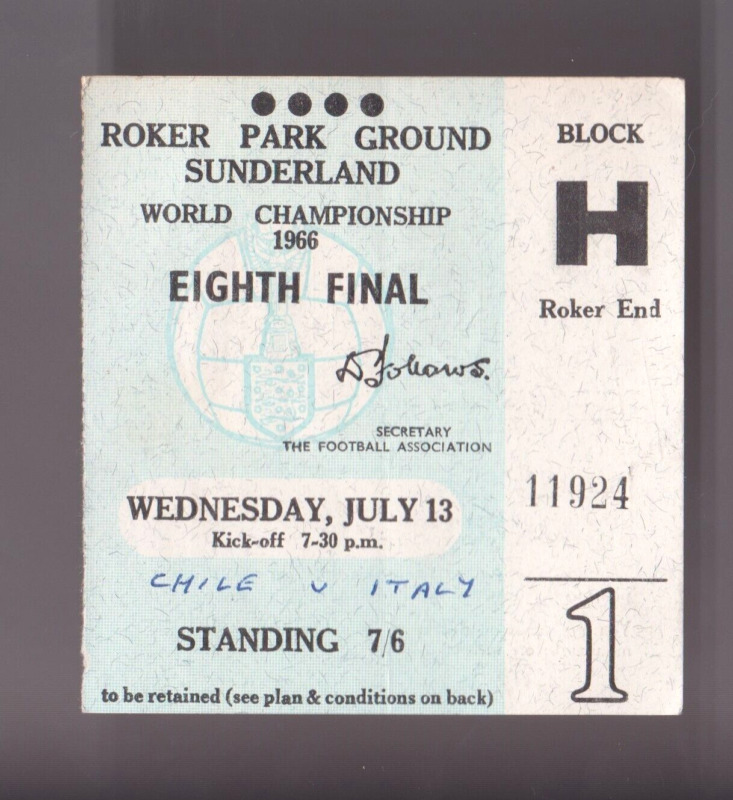 ROKER PARK GROUND
SUNDERLAND
WORLD CHAMPIONSHIP
1966
EIGHTH FINAL
D Follows.
SECRETARY
THE FOOTBALL ASSOCIATION
WEDNESDAY, JULY 13
Kick-off 7-30 p.m.
CHILE v ITALY
STANDING 7/6
to be retained (see plan & conditions on back)
BLOCK
H
Roker End
11924
1